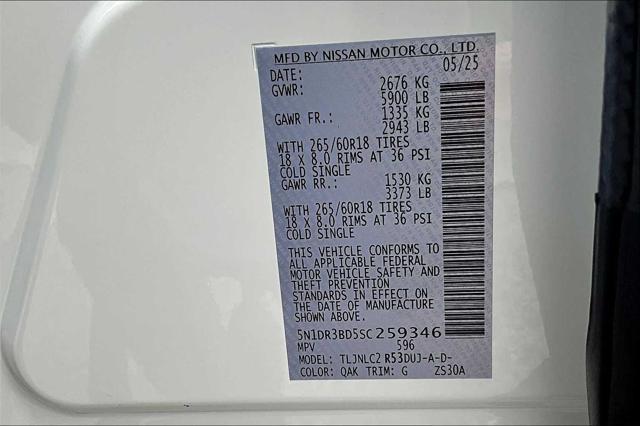 MFD BY NISSAN MOTOR CO., LTD.
DATE: 05/25
GVWR: 2676 KG
5900 LB
GAWR FR.: 1335 KG
2943 LB
WITH 265/60R18 TIRES
18 X 8.0 RIMS AT 36 PSI
COLD SINGLE
GAWR RR.: 1530 KG
3373 LB
WITH 265/60R18 TIRES
18 X 8.0 RIMS AT 36 PSI
COLD SINGLE
THIS VEHICLE CONFORMS TO
ALL APPLICABLE FEDERAL
MOTOR VEHICLE SAFETY AND
THEFT PREVENTION
STANDARDS IN EFFECT ON
THE DATE OF MANUFACTURE
SHOWN ABOVE.
5N1DR3BD5SC259346
MPV 596
MODEL: TLJNLC2 R53DUJ-A-D-
COLOR: QAK TRIM: G ZS30A